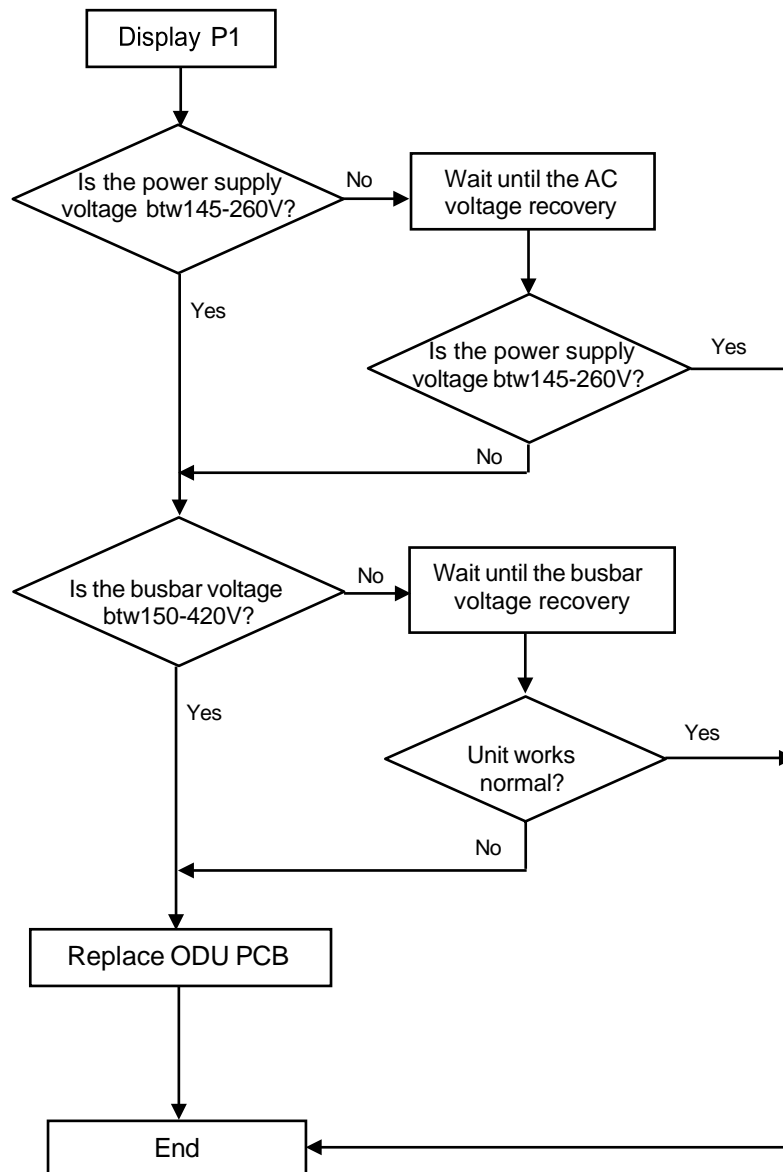 Display P1
Is the power supply
voltage btw145-260V?
No
Wait until the AC
voltage recovery
Yes
Is the power supply
voltage btw145-260V?
Yes
No
Is the busbar voltage
btw150-420V?
No
Wait until the busbar
voltage recovery
Yes
Unit works
normal?
Yes
No
Replace ODU PCB
End